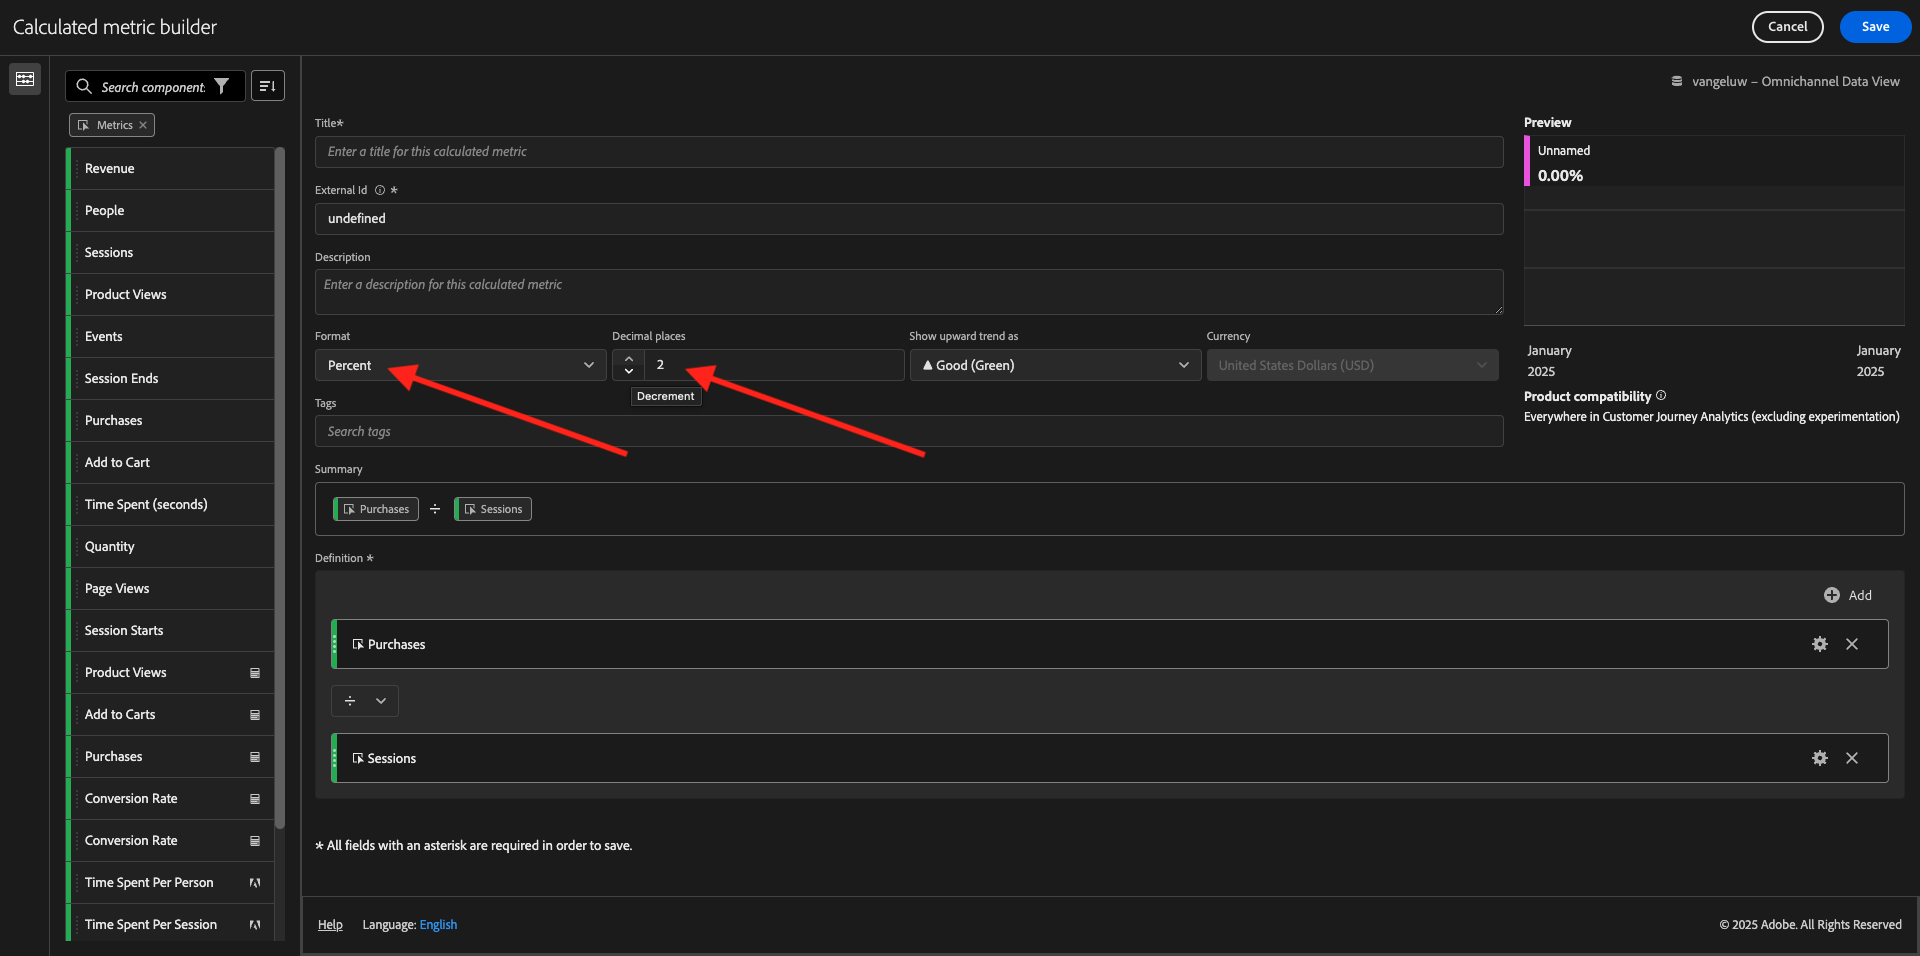 Calculated metric builder
Cancel
Save
Search component:
Metrics
Revenue
People
Sessions
Product Views
Events
Session Ends
Purchases
Add to Cart
Time Spent (seconds)
Quantity
Page Views
Session Starts
Product Views
Add to Carts
Purchases
Conversion Rate
Conversion Rate
Time Spent Per Person
Time Spent Per Session
vangeluw – Omnichannel Data View
Title*
Enter a title for this calculated metric
External Id *
undefined
Description
Enter a description for this calculated metric
Format
Percent
Decimal places
2
Decrement
Show upward trend as
Good (Green)
Currency
United States Dollars (USD)
Tags
Search tags
Summary
Purchases ÷ Sessions
Definition *
Add
Purchases
÷
Sessions
* All fields with an asterisk are required in order to save.
Preview
Unnamed
0.00%
January 2025
January 2025
Product compatibility
Everywhere in Customer Journey Analytics (excluding experimentation)
Help
Language: English
© 2025 Adobe. All Rights Reserved